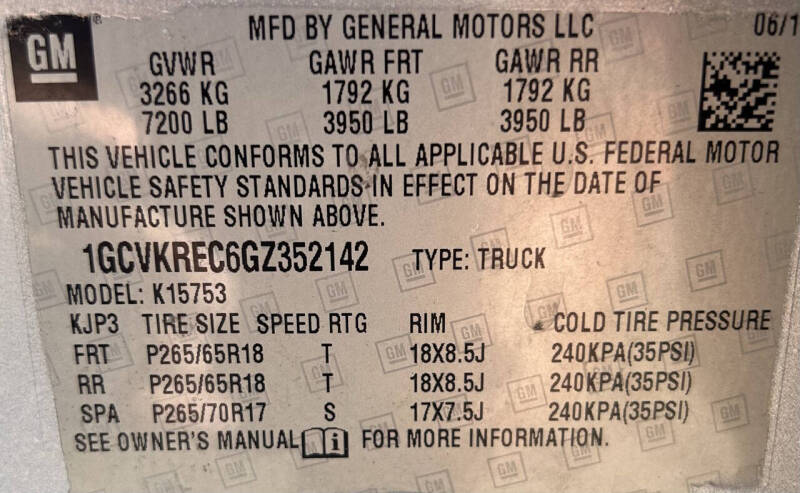 GM
MFD BY GENERAL MOTORS LLC 06/1
GVWR GAWR FRT GAWR RR
3266 KG 1792 KG 1792 KG
7200 LB 3950 LB 3950 LB
THIS VEHICLE CONFORMS TO ALL APPLICABLE U.S. FEDERAL MOTOR
VEHICLE SAFETY STANDARDS IN EFFECT ON THE DATE OF
MANUFACTURE SHOWN ABOVE.
1GCVKREC6GZ352142 TYPE: TRUCK
MODEL: K15753
KJP3 TIRE SIZE SPEED RTG RIM COLD TIRE PRESSURE
FRT P265/65R18 T 18X8.5J 240KPA(35PSI)
RR P265/65R18 T 18X8.5J 240KPA(35PSI)
SPA P265/70R17 S 17X7.5J 240KPA(35PSI)
SEE OWNER'S MANUAL i FOR MORE INFORMATION.